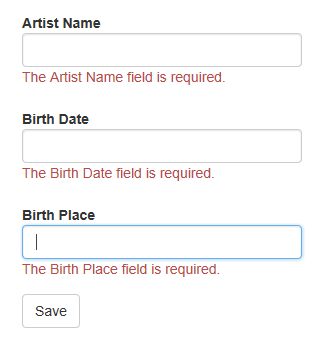 Artist Name
The Artist Name field is required.
Birth Date
The Birth Date field is required.
Birth Place
The Birth Place field is required.
Save